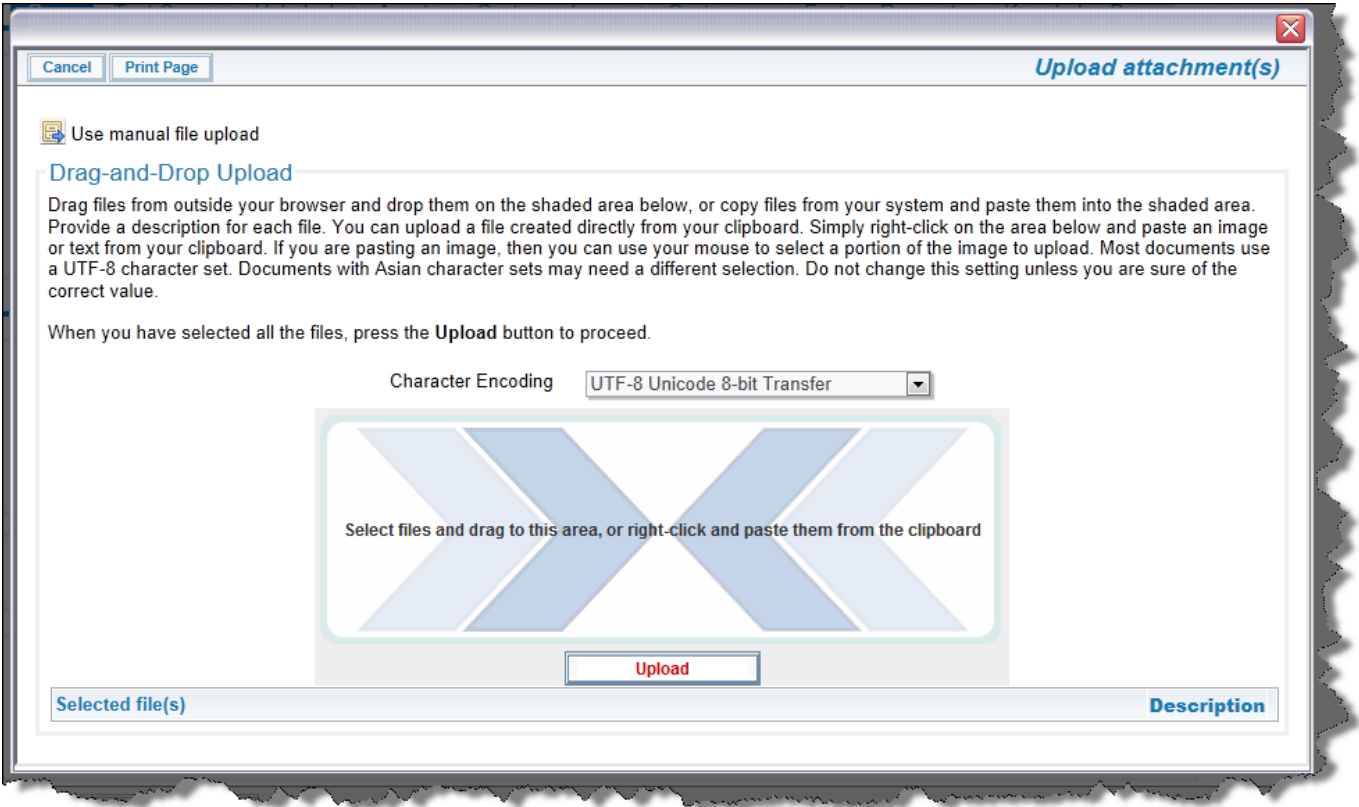 Cancel
Print Page
Upload attachment(s)
Use manual file upload
Drag-and-Drop Upload
Drag files from outside your browser and drop them on the shaded area below, or copy files from your system and paste them into the shaded area.
Provide a description for each file. You can upload a file created directly from your clipboard. Simply right-click on the area below and paste an image
or text from your clipboard. If you are pasting an image, then you can use your mouse to select a portion of the image to upload. Most documents use
a UTF-8 character set. Documents with Asian character sets may need a different selection. Do not change this setting unless you are sure of the
correct value.
When you have selected all the files, press the Upload button to proceed.
Character Encoding
UTF-8 Unicode 8-bit Transfer
Select files and drag to this area, or right-click and paste them from the clipboard
Upload
Selected file(s)
Description